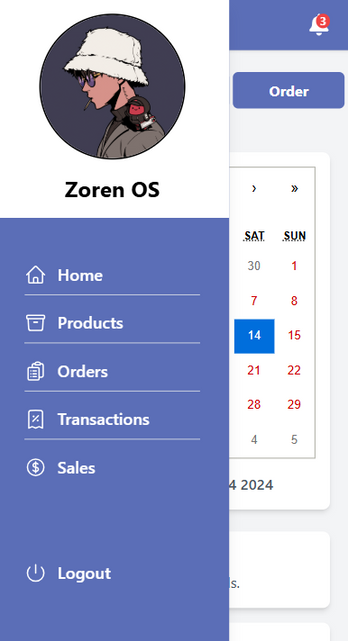 3
Order
Zoren OS
› »
SAT SUN
Home
30 1
7 8
Products
14 15
Orders
21 22
28 29
Transactions
4 5
Sales
4 2024
Logout